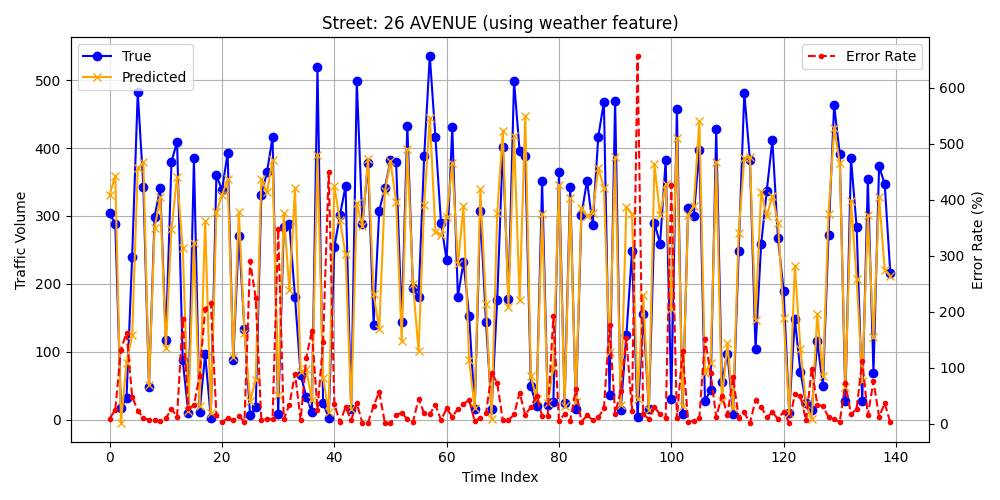 Street: 26 AVENUE (using weather feature)
True
Predicted
Error Rate
Traffic Volume
500
400
300
200
100
0
600
500
400
300
200
100
0
Error Rate (%)
0 20 40 60 80 100 120 140
Time Index